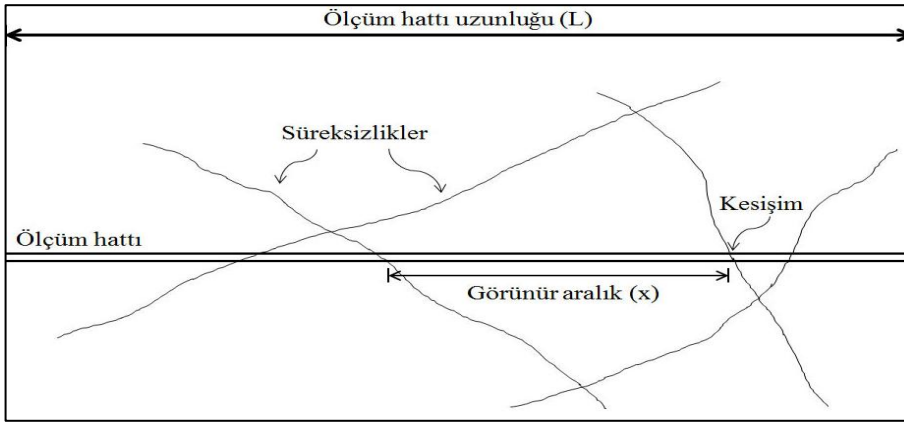 Ölçüm hattı uzunluğu (L)
Süreksizlikler
Kesişim
Ölçüm hattı
Görünür aralık (x)